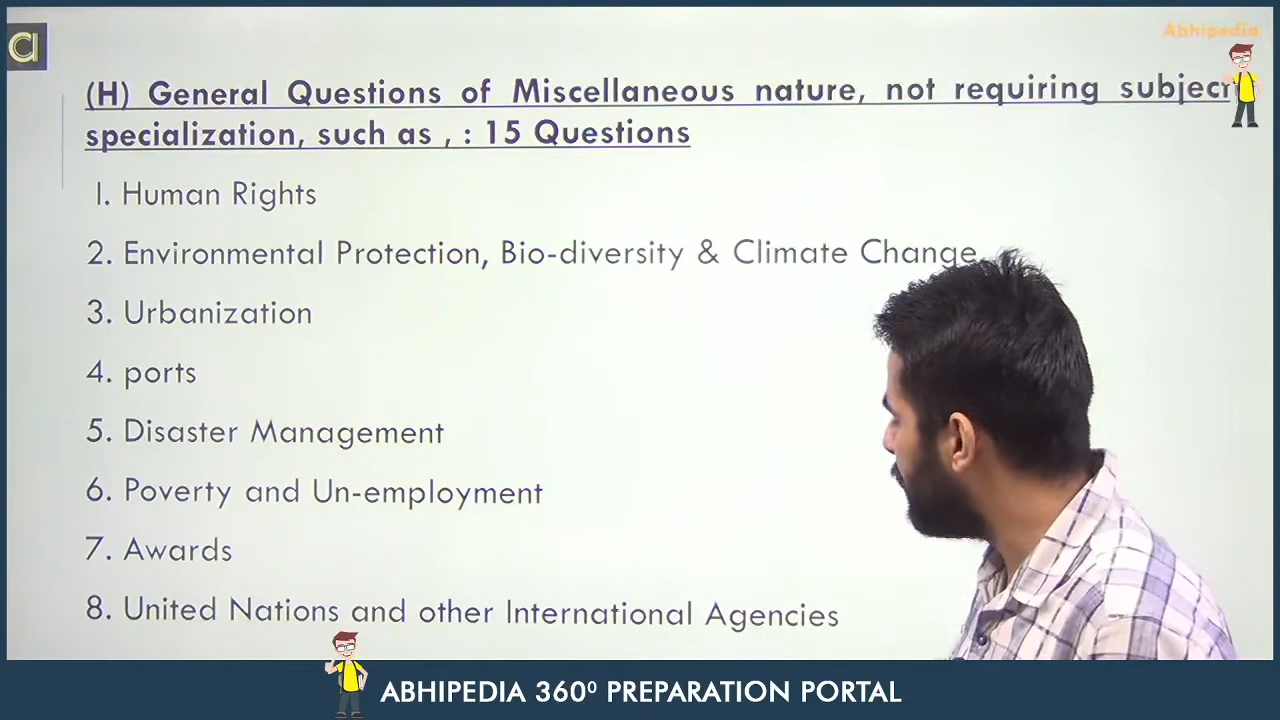 a
Abhipedia
(H) General Questions of Miscellaneous nature, not requiring subject
specialization, such as , : 15 Questions
1. Human Rights
2. Environmental Protection, Bio-diversity & Climate Change
3. Urbanization
4. ports
5. Disaster Management
6. Poverty and Un-employment
7. Awards
8. United Nations and other International Agencies
ABHIPEDIA 360⁰ PREPARATION PORTAL